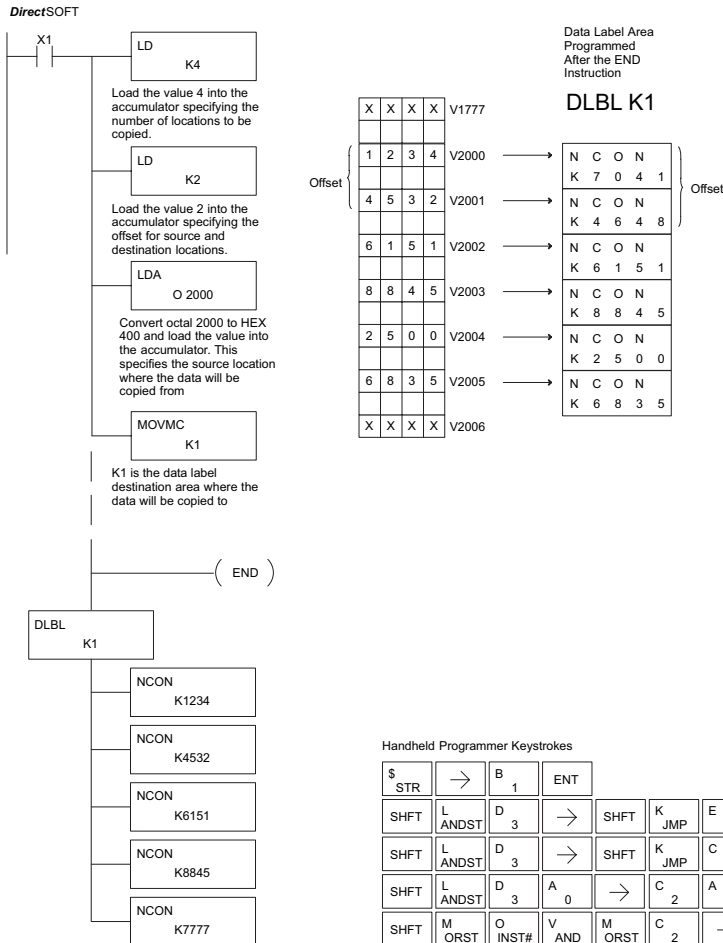 DirectSOFT
X1
LD
K4
Load the value 4 into the
accumulator specifying the
number of locations to be
copied.
LD
K2
Load the value 2 into the
accumulator specifying the
offset for source and
destination locations.
LDA
O 2000
Convert octal 2000 to HEX
400 and load the value into
the accumulator. This
specifies the source location
where the data will be
copied from
MOVMC
K1
K1 is the data label
destination area where the
data will be copied to
END
DLBL
K1
NCON
K1234
NCON
K4532
NCON
K6151
NCON
K8845
NCON
K7777
Data Label Area
Programmed
After the END
Instruction
DLBL K1
X X X X V1777
Offset
1 2 3 4 V2000
4 5 3 2 V2001
6 1 5 1 V2002
8 8 4 5 V2003
2 5 0 0 V2004
6 8 3 5 V2005
X X X X V2006
N C O N
K 7 0 4 1
N C O N
K 4 6 4 8
Offset
N C O N
K 6 1 5 1
N C O N
K 8 8 4 5
N C O N
K 2 5 0 0
N C O N
K 6 8 3 5
Handheld Programmer Keystrokes
$ STR → B 1 ENT
SHFT L ANDST D 3 → SHFT K JMP E
SHFT L ANDST D 3 → SHFT K JMP C
SHFT L ANDST D 3 A 0 → C 2 A
SHFT M ORST O INST# V AND M ORST C 2